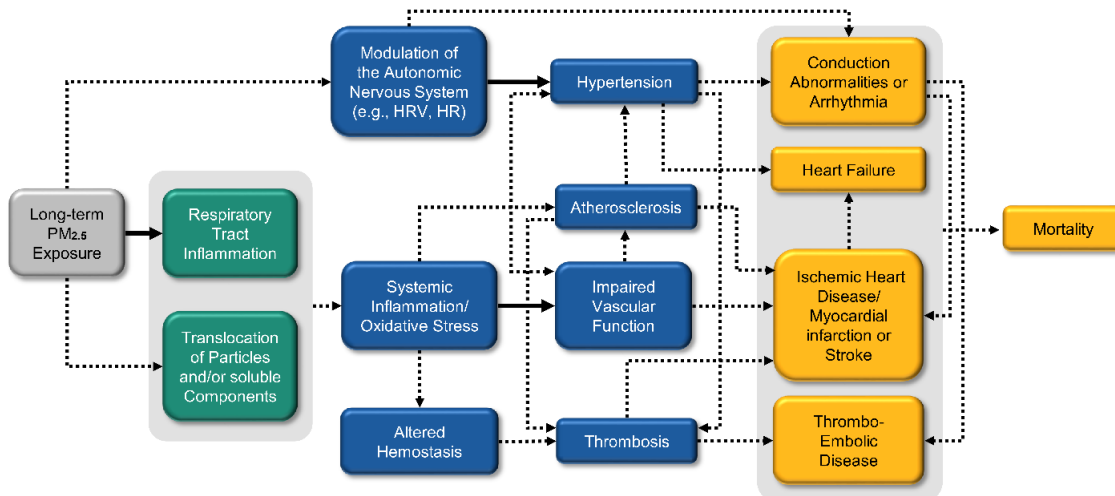 Modulation of
the Autonomic
Nervous System
(e.g., HRV, HR)
Hypertension
Conduction
Abnormalities or
Arrhythmia
Heart Failure
Long-term
PM2.5
Exposure
Respiratory
Tract
Inflammation
Atherosclerosis
Mortality
Systemic
Inflammation/
Oxidative Stress
Impaired
Vascular
Function
Ischemic Heart
Disease/
Myocardial
infarction or
Stroke
Translocation
of Particles
and/or soluble
Components
Altered
Hemostasis
Thrombosis
Thrombo-
Embolic
Disease